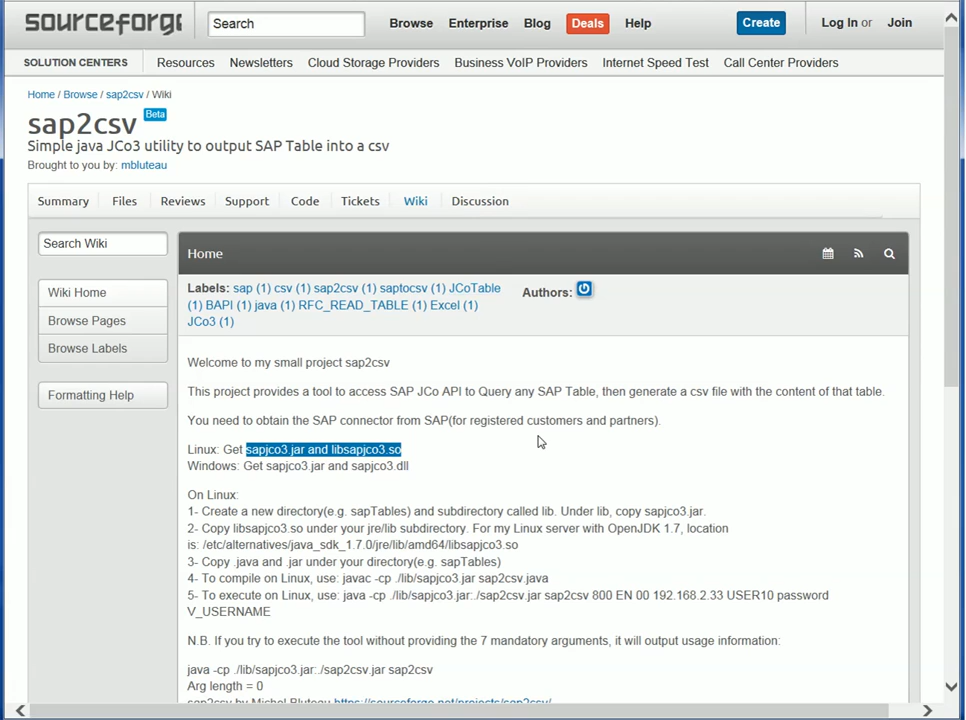 sourceforge
Search
Browse Enterprise Blog Deals Help
Create
Log In or Join
SOLUTION CENTERS Resources Newsletters Cloud Storage Providers Business VoIP Providers Internet Speed Test Call Center Providers
Home / Browse / sap2csv / Wiki
sap2csv Beta
Simple java JCo3 utility to output SAP Table into a csv
Brought to you by: mbluteau
Summary Files Reviews Support Code Tickets Wiki Discussion
Search Wiki
Wiki Home
Browse Pages
Browse Labels
Formatting Help
Home
Labels: sap (1) csv (1) sap2csv (1) saptocsv (1) JCoTable
(1) BAPI (1) java (1) RFC_READ_TABLE (1) Excel (1)
JCo3 (1)
Authors:
Welcome to my small project sap2csv
This project provides a tool to access SAP JCo API to Query any SAP Table, then generate a csv file with the content of that table.
You need to obtain the SAP connector from SAP(for registered customers and partners).
Linux: Get sapjco3.jar and libsapjco3.so
Windows: Get sapjco3.jar and sapjco3.dll
On Linux:
1- Create a new directory(e.g. sapTables) and subdirectory called lib. Under lib, copy sapjco3.jar.
2- Copy libsapjco3.so under your jre/lib subdirectory. For my Linux server with OpenJDK 1.7, location
is: /etc/alternatives/java_sdk_1.7.0/jre/lib/amd64/libsapjco3.so
3- Copy .java and .jar under your directory(e.g. sapTables)
4- To compile on Linux, use: javac -cp ./lib/sapjco3.jar sap2csv.java
5- To execute on Linux, use: java -cp ./lib/sapjco3.jar:./sap2csv.jar sap2csv 800 EN 00 192.168.2.33 USER10 password
V_USERNAME
N.B. If you try to execute the tool without providing the 7 mandatory arguments, it will output usage information:
java -cp ./lib/sapjco3.jar:./sap2csv.jar sap2csv
Arg length = 0
sap2csv by Michel Bluteau https://sourceforge.net/projects/sap2csv/